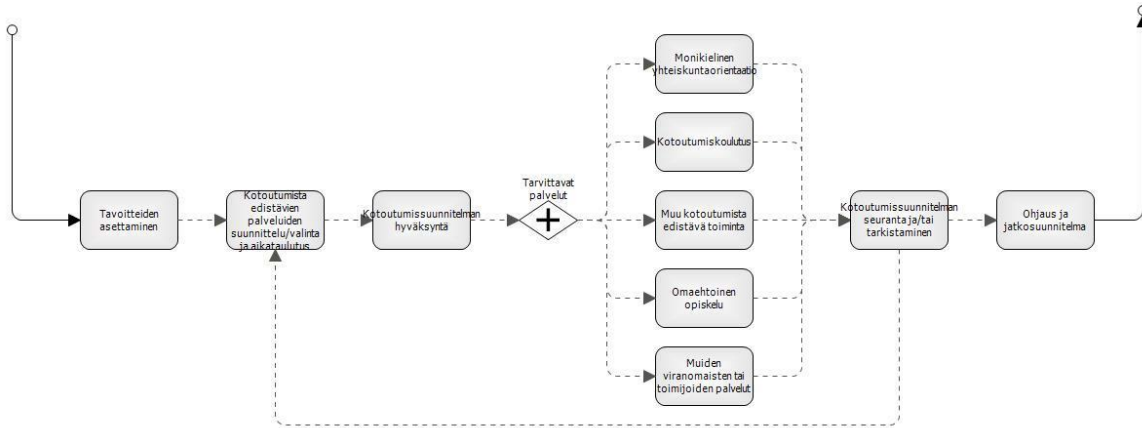 Tavoitteiden
asettaminen
Kotoutumista
edistävien
palveluiden
suunnittelu/valinta
ja aikataulutus
Kotoutumissuunnitelman
hyväksyntä
Tarvittavat
palvelut
Monikielinen
yhteiskuntaorientaatio
Kotoutumiskoulutus
Muu kotoutumista
edistävä toiminta
Omaehtoinen
opiskelu
Muiden
viranomaisten tai
toimijoiden palvelut
Kotoutumissuunnitelman
seuranta ja/tai
tarkistaminen
Ohjaus ja
jatkosuunnitelma